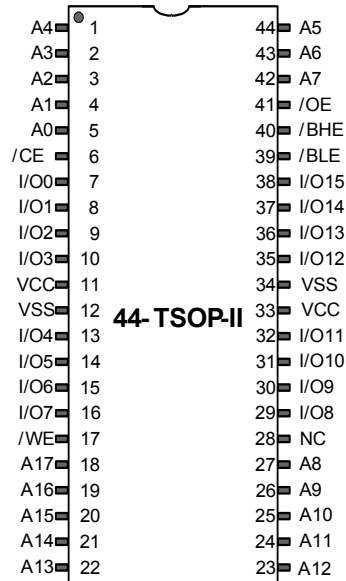 A4 1 44 A5
A3 2 43 A6
A2 3 42 A7
A1 4 41 /OE
A0 5 40 /BHE
/CE 6 39 /BLE
I/O0 7 38 I/O15
I/O1 8 37 I/O14
I/O2 9 36 I/O13
I/O3 10 35 I/O12
VCC 11 34 VSS
VSS 12 33 VCC
44-TSOP-II
I/O4 13 32 I/O11
I/O5 14 31 I/O10
I/O6 15 30 I/O9
I/O7 16 29 I/O8
/WE 17 28 NC
A17 18 27 A8
A16 19 26 A9
A15 20 25 A10
A14 21 24 A11
A13 22 23 A12